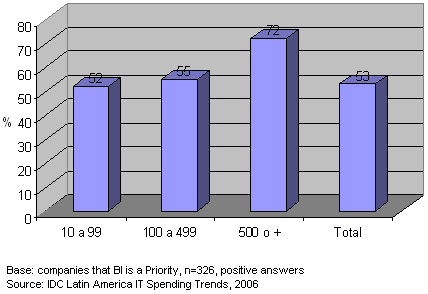 80
70
60
50
40
30
20
10
0
%
52
55
72
53
10 a 99
100 a 499
500 o +
Total
Base: companies that BI is a Priority, n=326, positive answers
Source: IDC Latin America IT Spending Trends, 2006